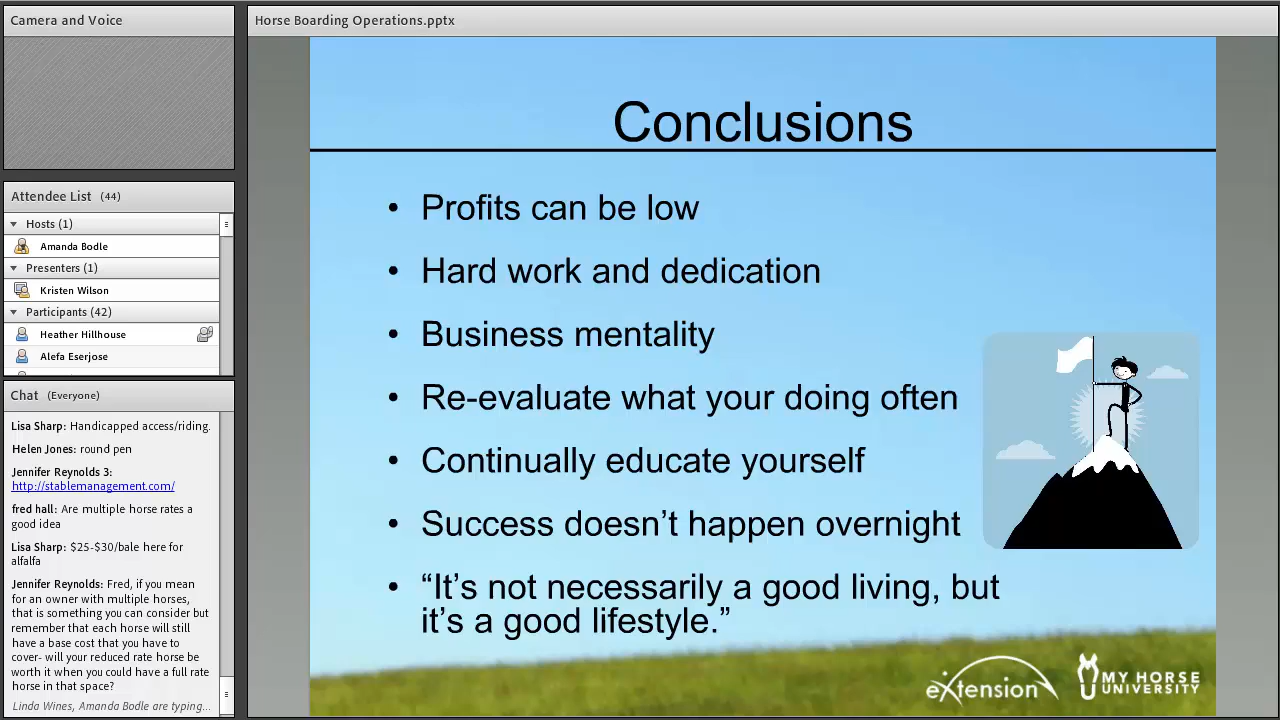 Camera and Voice
Attendee List (44)
Hosts (1)
Amanda Bodle
Presenters (1)
Kristen Wilson
Participants (42)
Heather Hillhouse
Alefa Eserjose
Chat (Everyone)
Lisa Sharp: Handicapped access/riding.
Helen Jones: round pen
Jennifer Reynolds 3:
http://stablemanagement.com/
fred hall: Are multiple horse rates a
good idea
Lisa Sharp: $25-$30/bale here for
alfalfa
Jennifer Reynolds: Fred, if you mean
for an owner with multiple horses,
that is something you can consider but
remember that each horse will still
have a base cost that you have to
cover- will your reduced rate horse be
worth it when you could have a full rate
horse in that space?
Linda Wines, Amanda Bodle are typing...
Horse Boarding Operations.pptx
Conclusions
• Profits can be low
• Hard work and dedication
• Business mentality
• Re-evaluate what your doing often
• Continually educate yourself
• Success doesn’t happen overnight
• “It’s not necessarily a good living, but
it’s a good lifestyle.”
eXtension
MY HORSE
UNIVERSITY